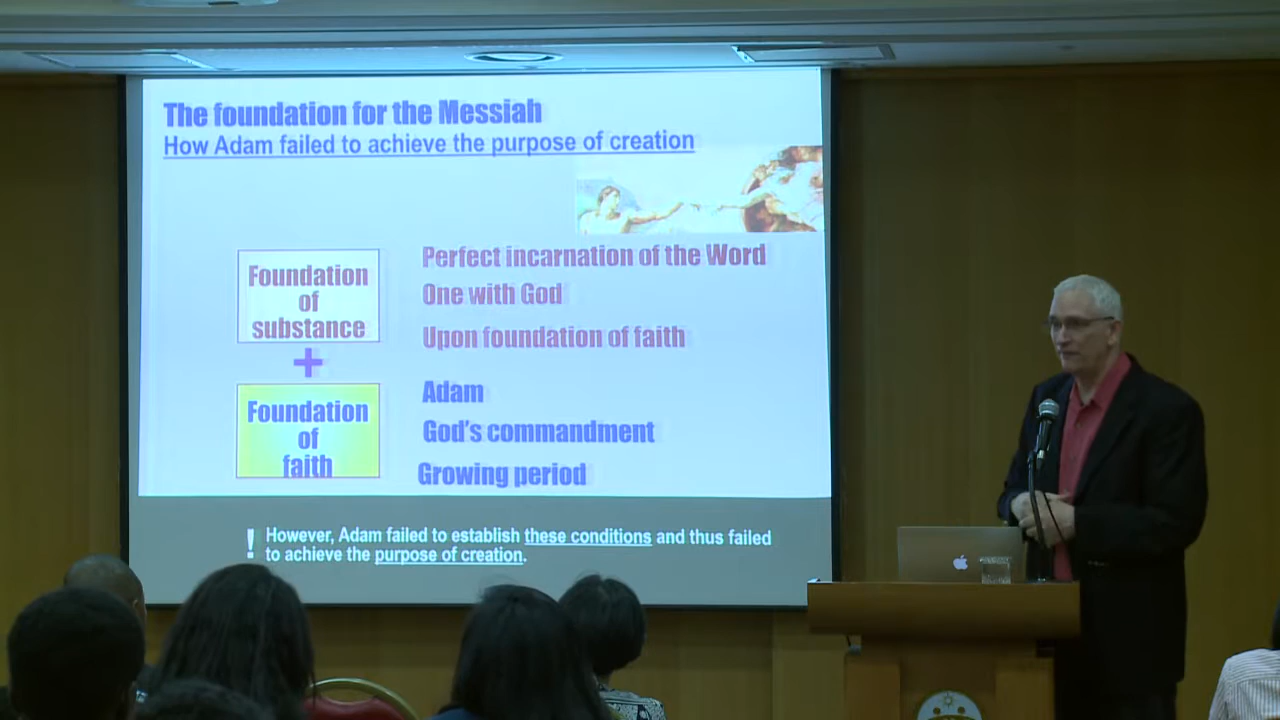 The foundation for the Messiah
How Adam failed to achieve the purpose of creation
Foundation
of
substance
Perfect incarnation of the Word
One with God
Upon foundation of faith
+
Foundation
of
faith
Adam
God's commandment
Growing period
! However, Adam failed to establish these conditions and thus failed
to achieve the purpose of creation.